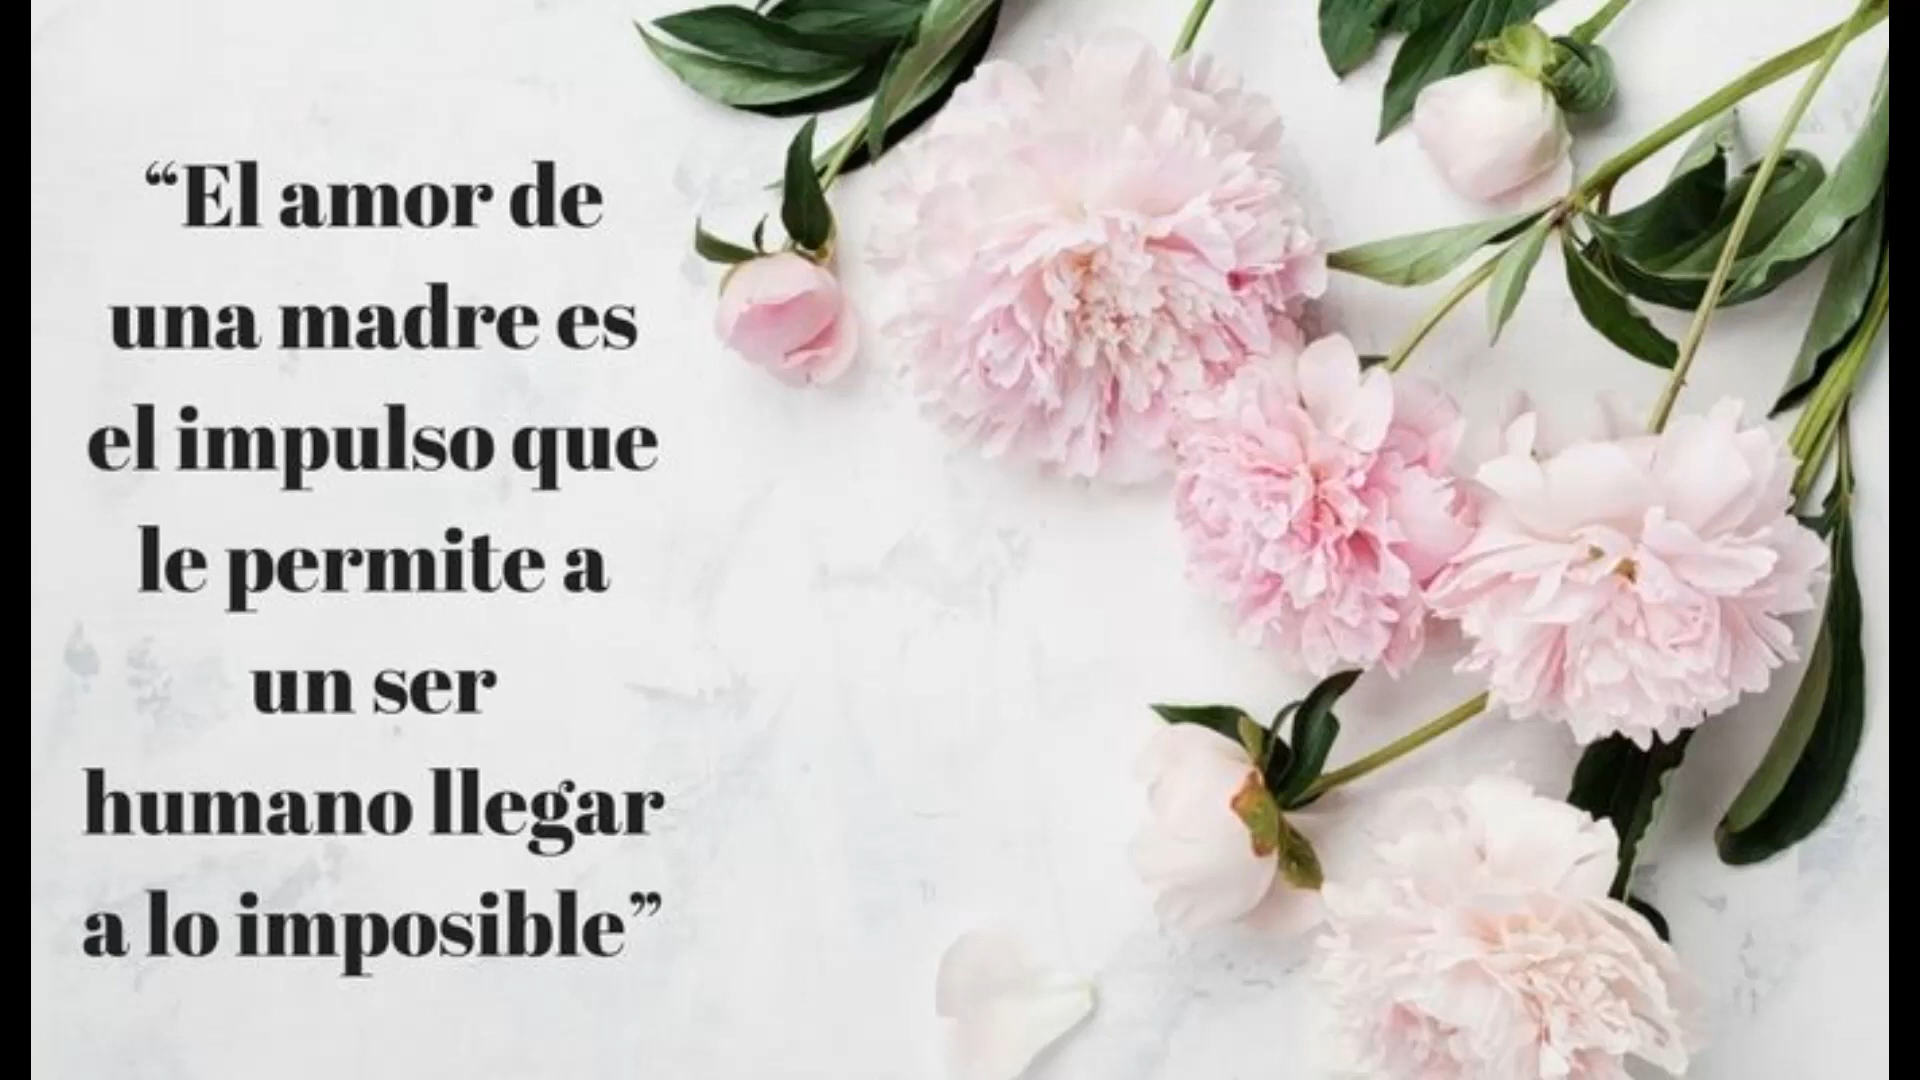 “El amor de
una madre es
el impulso que
le permite a
un ser
humano llegar
a lo imposible”